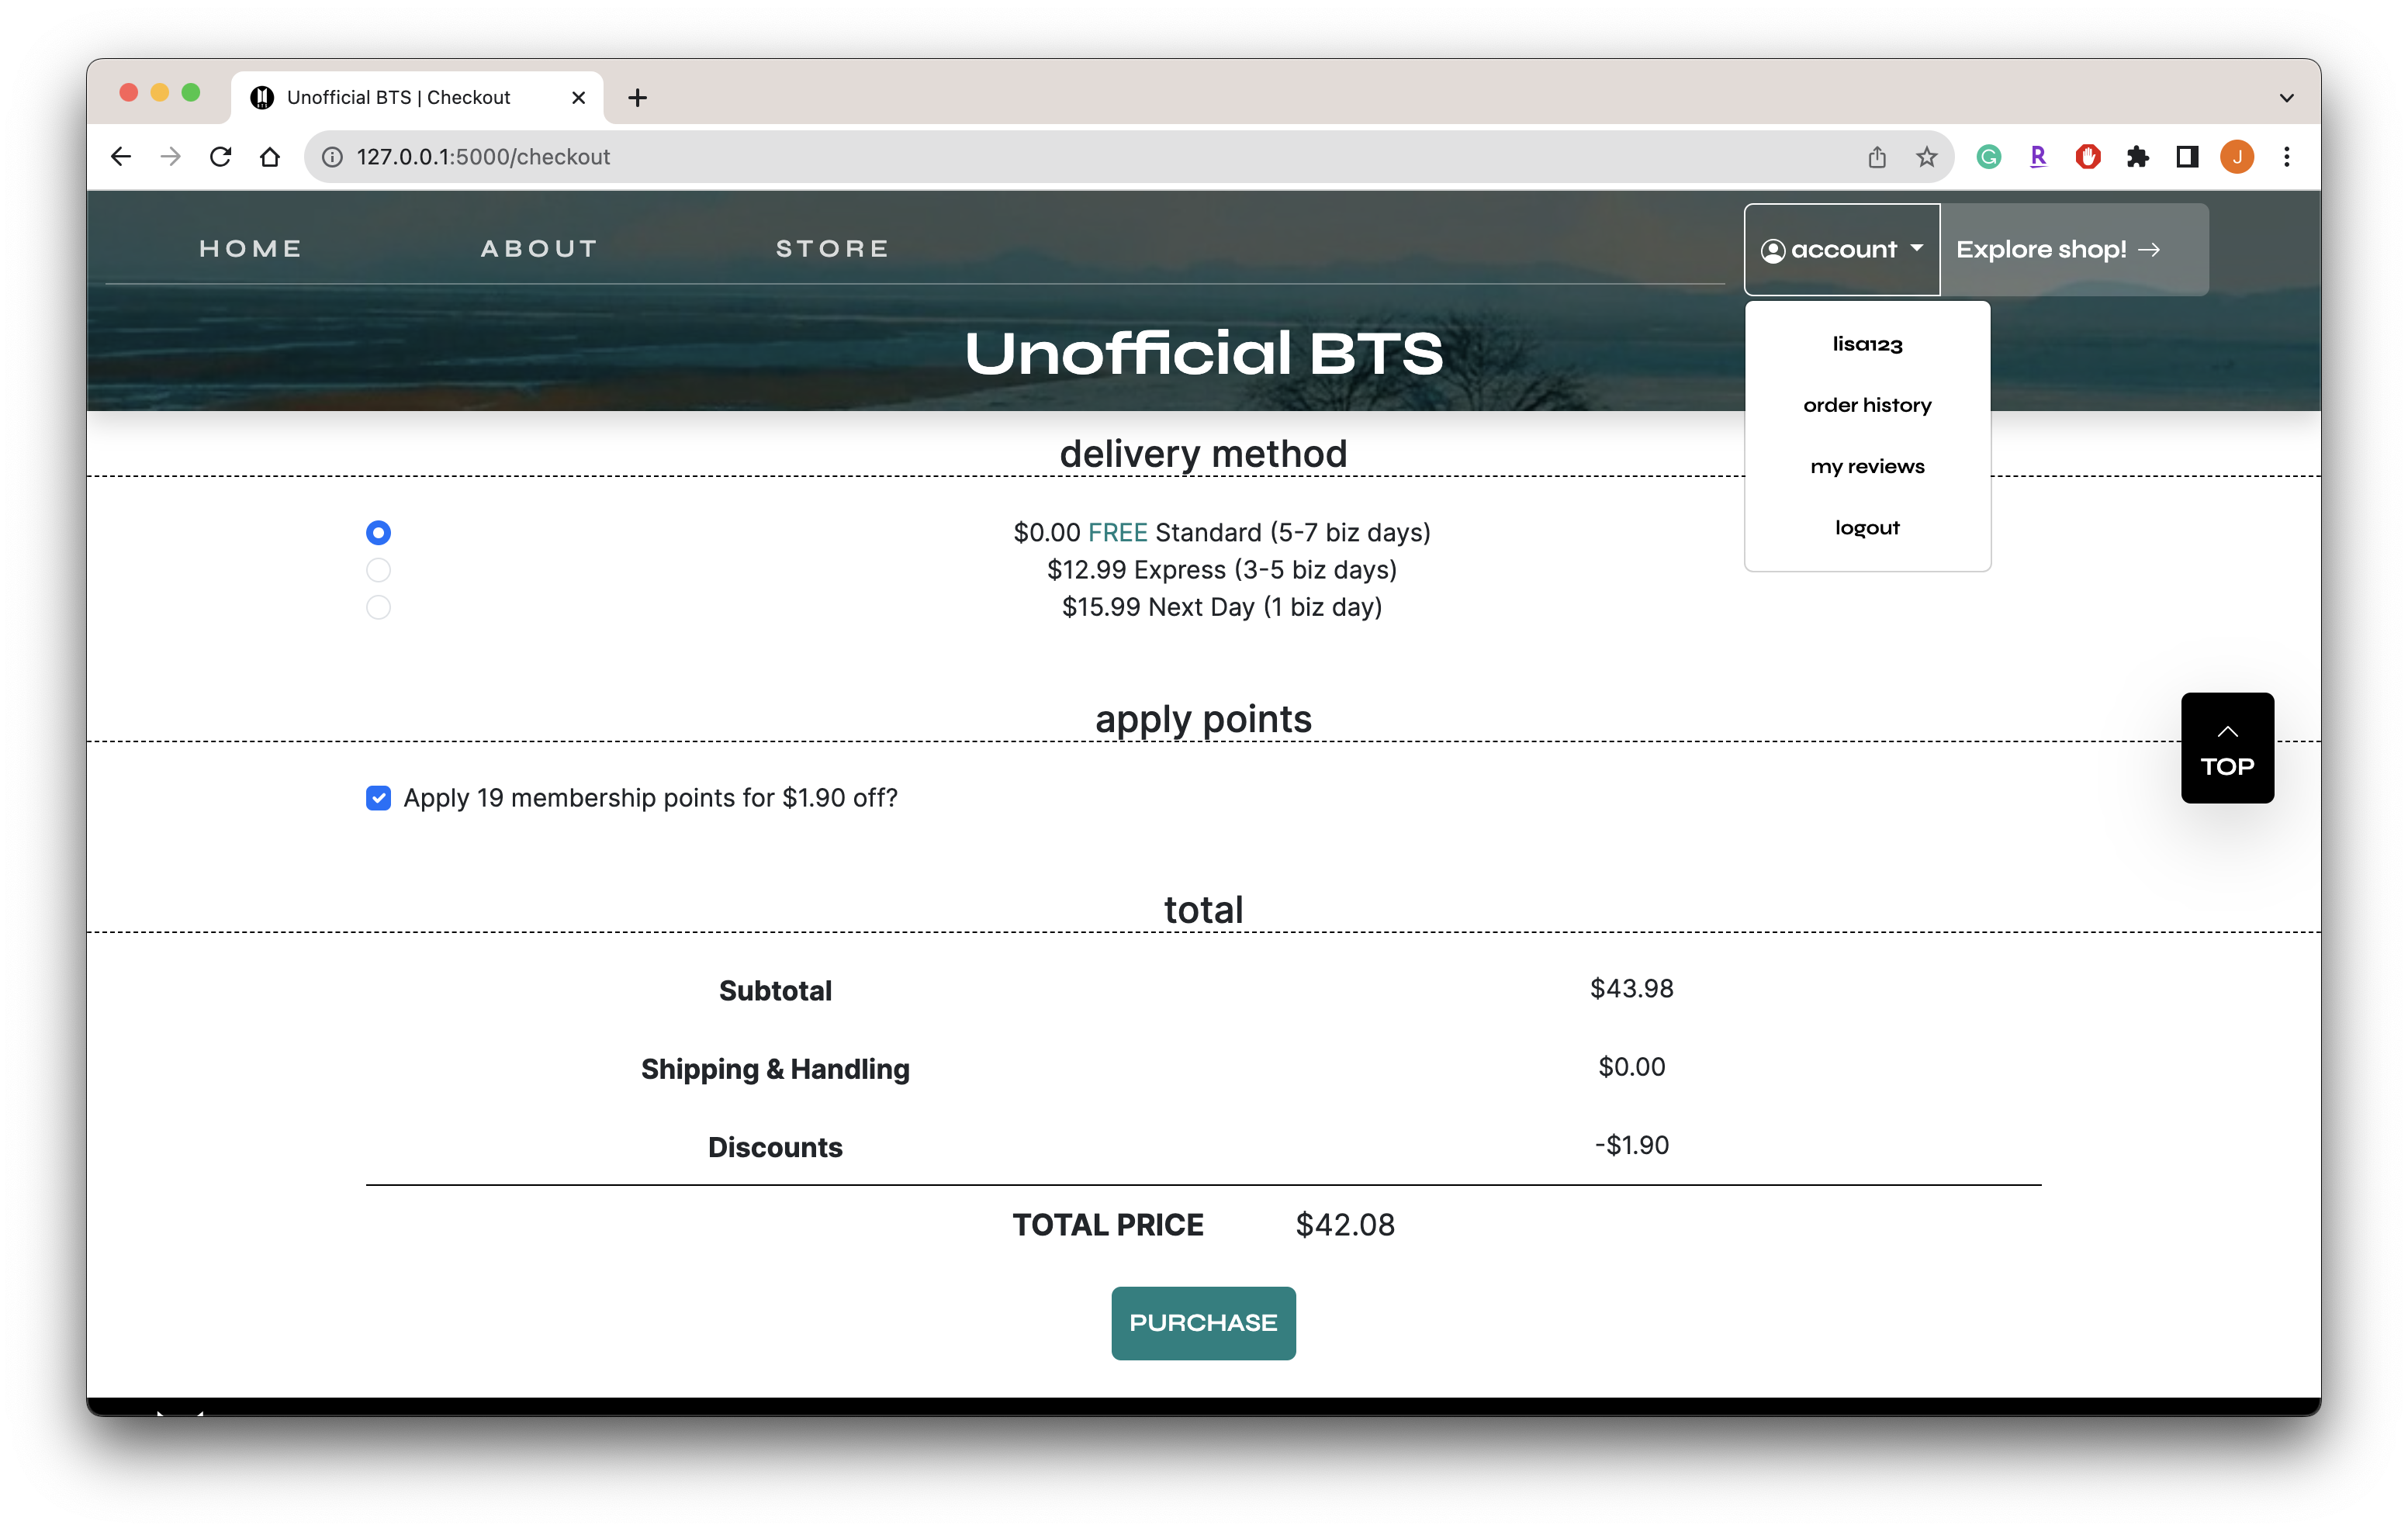 Unofficial BTS | Checkout
127.0.0.1:5000/checkout
J
HOME ABOUT STORE account Explore shop!
Unofficial BTS
lisa123
order history
my reviews
logout
delivery method
$0.00 FREE Standard (5-7 biz days)
$12.99 Express (3-5 biz days)
$15.99 Next Day (1 biz day)
apply points
TOP
Apply 19 membership points for $1.90 off?
total
Subtotal $43.98
Shipping & Handling $0.00
Discounts -$1.90
TOTAL PRICE $42.08
PURCHASE